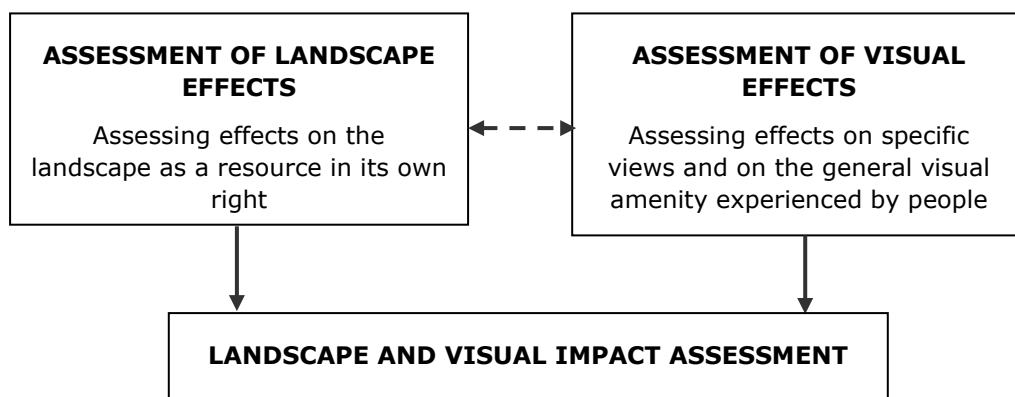 ASSESSMENT OF LANDSCAPE
EFFECTS
Assessing effects on the
landscape as a resource in its own
right
ASSESSMENT OF VISUAL
EFFECTS
Assessing effects on specific
views and on the general visual
amenity experienced by people
LANDSCAPE AND VISUAL IMPACT ASSESSMENT